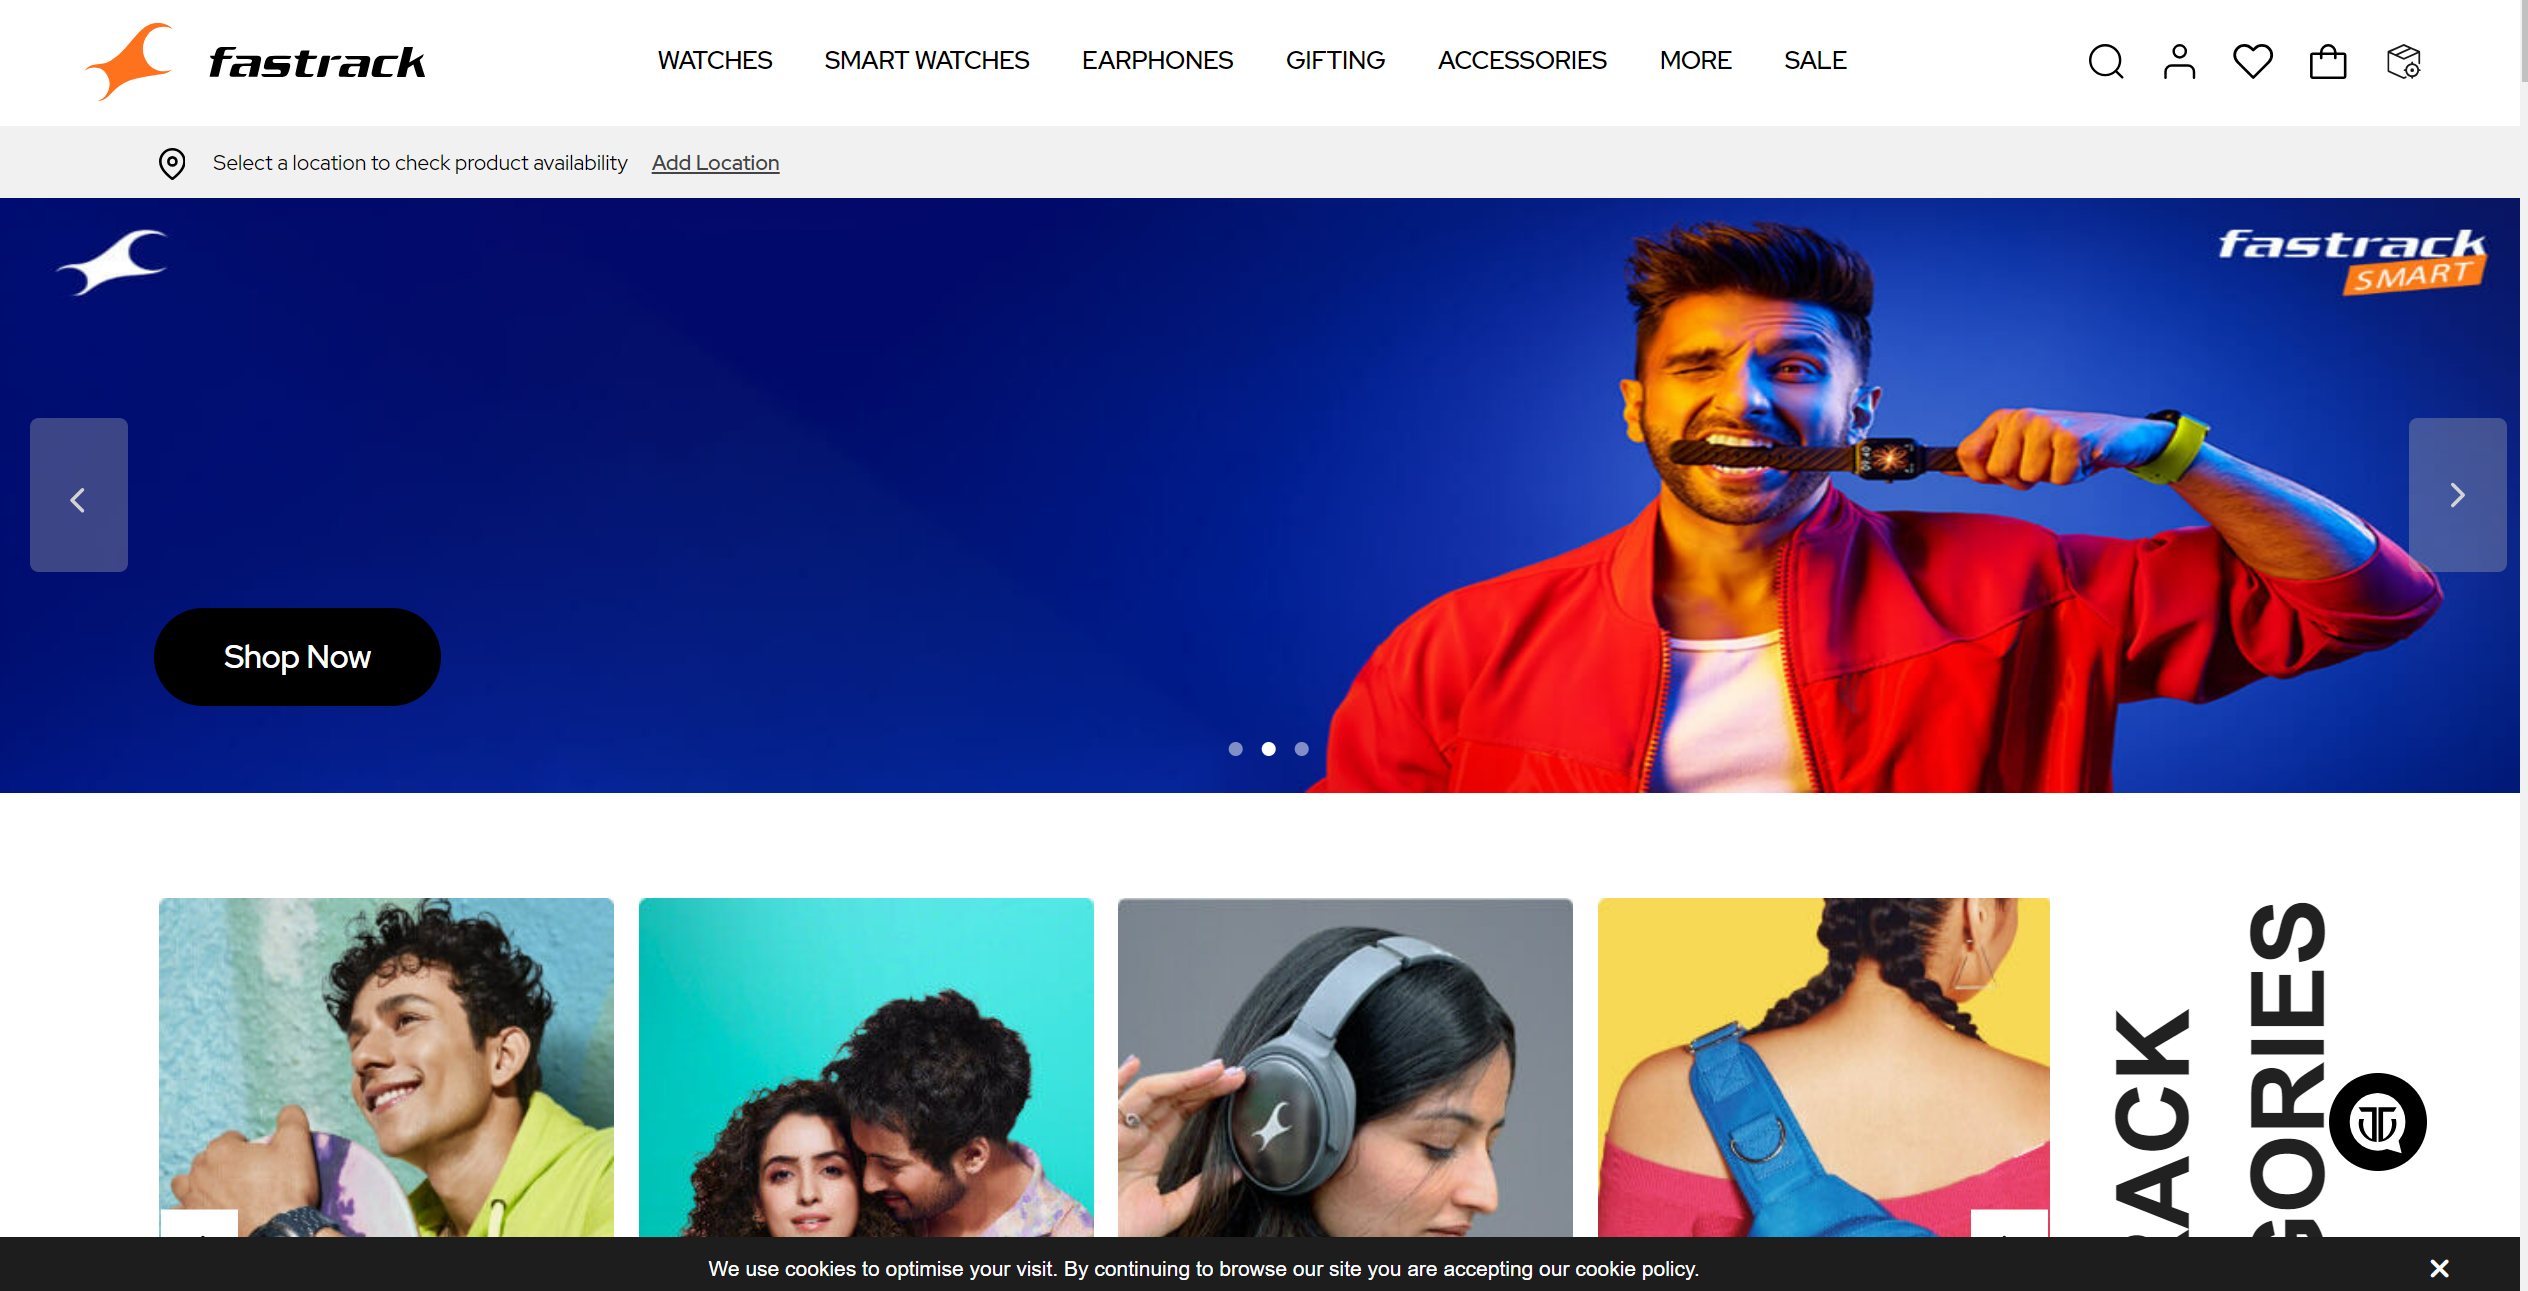 fastrack
WATCHES
SMART WATCHES
EARPHONES
GIFTING
ACCESSORIES
MORE
SALE
Select a location to check product availability
Add Location
fastrack
SMART
09:40
Shop Now
We use cookies to optimise your visit. By continuing to browse our site you are accepting our cookie policy.